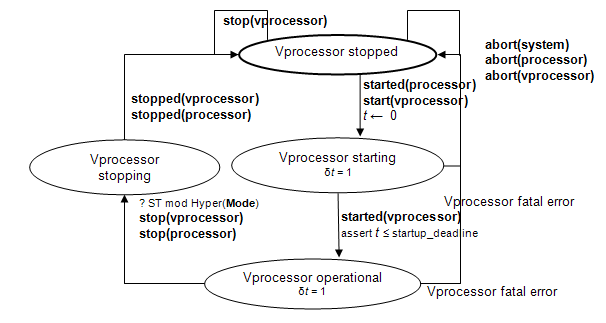 stop(vprocessor)
Vprocessor stopped
abort(system)
abort(processor)
abort(vprocessor)
started(processor)
start(vprocessor)
t ← 0
stopped(vprocessor)
stopped(processor)
Vprocessor starting
δt = 1
Vprocessor
stopping
Vprocessor fatal error
? ST mod Hyper(Mode)
stop(vprocessor)
stop(processor)
started(vprocessor)
assert t ≤ startup_deadline
Vprocessor operational
δt = 1
Vprocessor fatal error